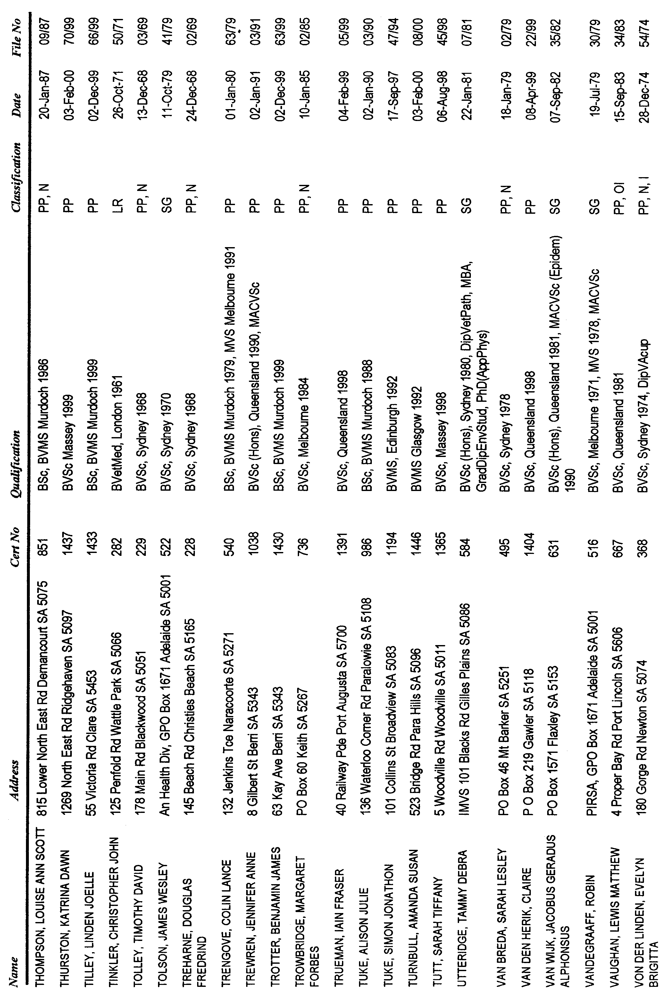 Name Address Cert No Qualification Classification Date File No
THOMPSON, LOUISE ANN SCOTT 815 Lower North East Rd Dernancourt SA 5075 851 BSc, BVMS Murdoch 1986 PP, N 20-Jan-87 09/87
THURSTON, KATRINA DAWN 1269 North East Rd Ridgehaven SA 5097 1437 BVSc Massey 1999 PP 03-Feb-00 70/99
TILLEY, LINDEN JOELLE 55 Victoria Rd Clare SA 5453 1433 BSc, BVMS Murdoch 1999 PP 02-Dec-99 66/99
TINKLER, CHRISTOPHER JOHN 125 Penfold Rd Wattle Park SA 5066 282 BVetMed, London 1961 LR 26-Oct-71 50/71
TOLLEY, TIMOTHY DAVID 178 Main Rd Blackwood SA 5051 229 BVSc, Sydney 1968 PP, N 13-Dec-68 03/69
TOLSON, JAMES WESLEY An Health Div, GPO Box 1671 Adelaide SA 5001 522 BVSc, Sydney 1970 SG 11-Oct-79 41/79
TREHARNE, DOUGLAS 145 Beach Rd Christies Beach SA 5165 228 BVSc, Sydney 1968 PP, N 24-Dec-68 02/69
FREDRIND
TRENGOVE, COLIN LANCE 132 Jenkins Tce Naracoorte SA 5271 540 BSc, BVMS Murdoch 1979, MVS Melbourne 1991 PP 01-Jan-80 63/79
TREWREN, JENNIFER ANNE 8 Gilbert St Berri SA 5343 1038 BVSc (Hons), Queensland 1990, MACVSc PP 02-Jan-91 03/91
TROTTER, BENJAMIN JAMES 63 Kay Ave Berri SA 5343 1430 BSc, BVMS Murdoch 1999 PP 02-Dec-99 63/99
TROWBRIDGE, MARGARET PO Box 60 Keith SA 5267 736 BVSc, Melbourne 1984 PP, N 10-Jan-85 02/85
FORBES
TRUEMAN, IAIN FRASER 40 Railway Pde Port Augusta SA 5700 1391 BVSc, Queensland 1998 PP 04-Feb-99 05/99
TUKE, ALISON JULIE 136 Waterloo Corner Rd Paralowie SA 5108 986 BSc, BVMS Murdoch 1988 PP 02-Jan-90 03/90
TUKE, SIMON JONATHON 101 Collins St Broadview SA 5083 1194 BVMS, Edinburgh 1992 PP 17-Sep-97 47/94
TURNBULL, AMANDA SUSAN 523 Bridge Rd Para Hills SA 5096 1446 BVMS Glasgow 1992 PP 03-Feb-00 08/00
TUTT, SARAH TIFFANY 5 Woodville Rd Woodville SA 5011 1365 BVSc, Massey 1998 PP 06-Aug-98 45/98
UTTERIDGE, TAMMY DEBRA IMVS 101 Blacks Rd Gilles Plains SA 5086 584 BVSc (Hons), Sydney 1980, DipVetPath, MBA, SG 22-Jan-81 07/81
GradDipEnvStud, PhD(AppPhys)
VAN BREDA, SARAH LESLEY PO Box 46 Mt Barker SA 5251 495 BVSc, Sydney 1978 PP, N 18-Jan-79 02/79
VAN DEN HERIK, CLAIRE P O Box 219 Gawler SA 5118 1404 BVSc, Queensland 1998 PP 08-Apr-99 22/99
VAN WIJK, JACOBUS GERADUS PO Box 1571 Flaxley SA 5153 631 BVSc (Hons), Queensland 1981, MACVSc (Epidem) SG 07-Sep-82 35/82
ALPHONSUS 1990
VANDEGRAAFF, ROBIN PIRSA, GPO Box 1671 Adelaide SA 5001 516 BVSc, Melbourne 1971, MVS 1978, MACVSc SG 19-Jul-79 30/79
VAUGHAN, LEWIS MATTHEW 4 Proper Bay Rd Port Lincoln SA 5606 667 BVSc, Queensland 1981 PP, OI 15-Sep-83 34/83
VON DER LINDEN, EVELYN 180 Gorge Rd Newton SA 5074 368 BVSc, Sydney 1974, DipVAcup PP, N, I 28-Dec-74 54/74
BRIGITTA